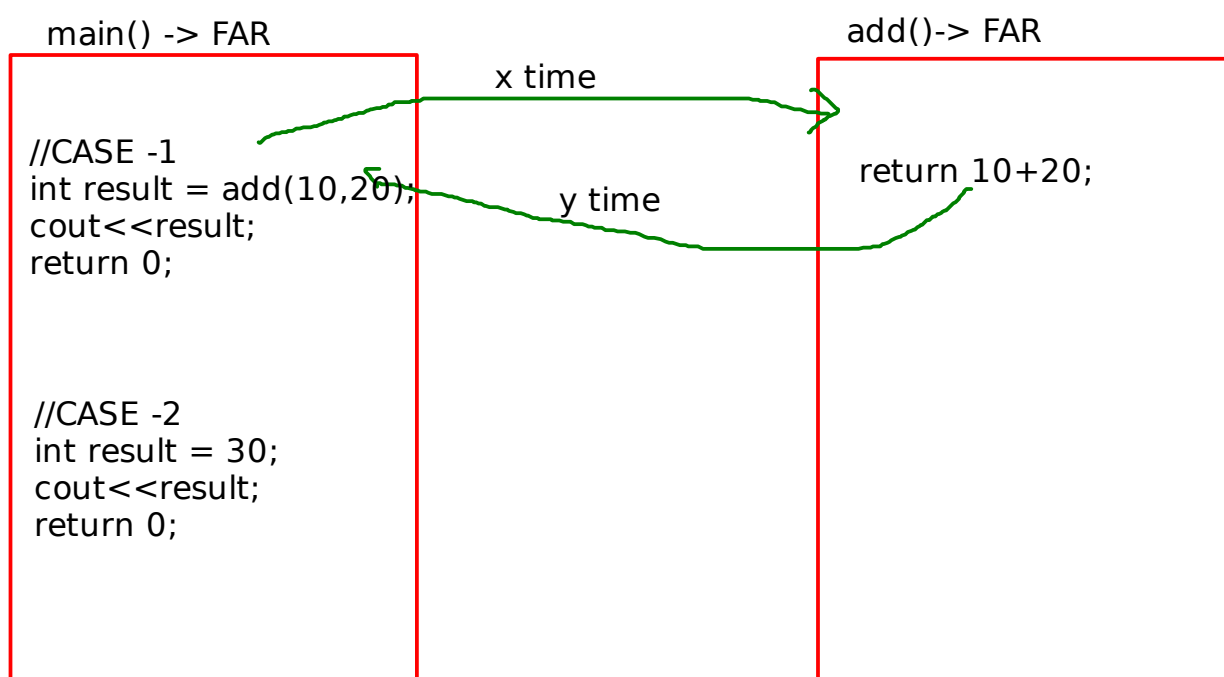 main() -> FAR
add()-> FAR
x time
//CASE -1
int result = add(10,20);
cout<<result;
return 0;
return 10+20;
y time
//CASE -2
int result = 30;
cout<<result;
return 0;